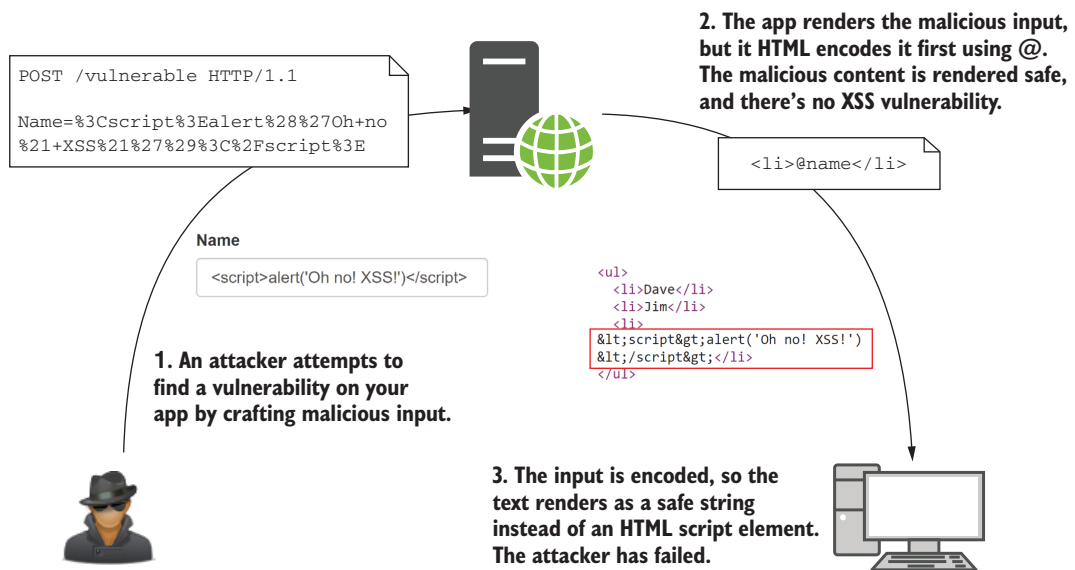 POST /vulnerable HTTP/1.1
Name=%3Cscript%3Ealert%28%27Oh+no
%21+XSS%21%27%29%3C%2Fscript%3E
Name
<script>alert('Oh no! XSS!')</script>
1. An attacker attempts to
find a vulnerability on your
app by crafting malicious input.
2. The app renders the malicious input,
but it HTML encodes it first using @.
The malicious content is rendered safe,
and there's no XSS vulnerability.
<li>@name</li>
<ul>
<li>Dave</li>
<li>Jim</li>
<li>
&lt;script&gt;alert('Oh no! XSS!')
&lt;/script&gt;</li>
</ul>
3. The input is encoded, so the
text renders as a safe string
instead of an HTML script element.
The attacker has failed.